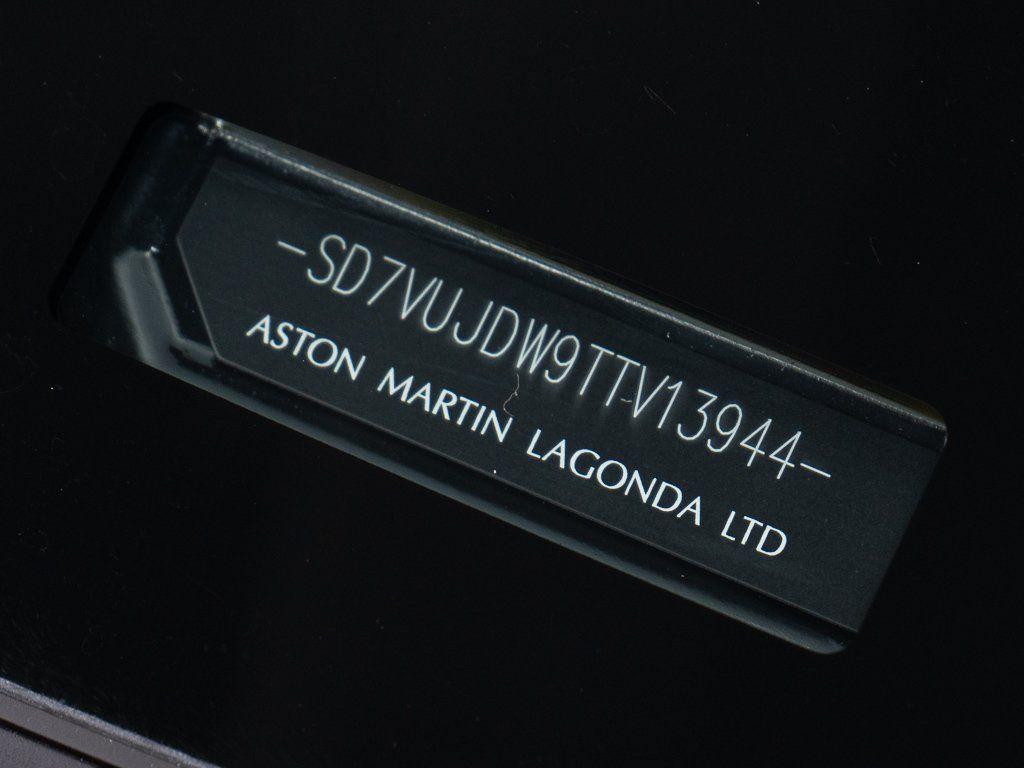 -SD7VUJDW9TTV13944-
ASTON MARTIN LAGONDA LTD